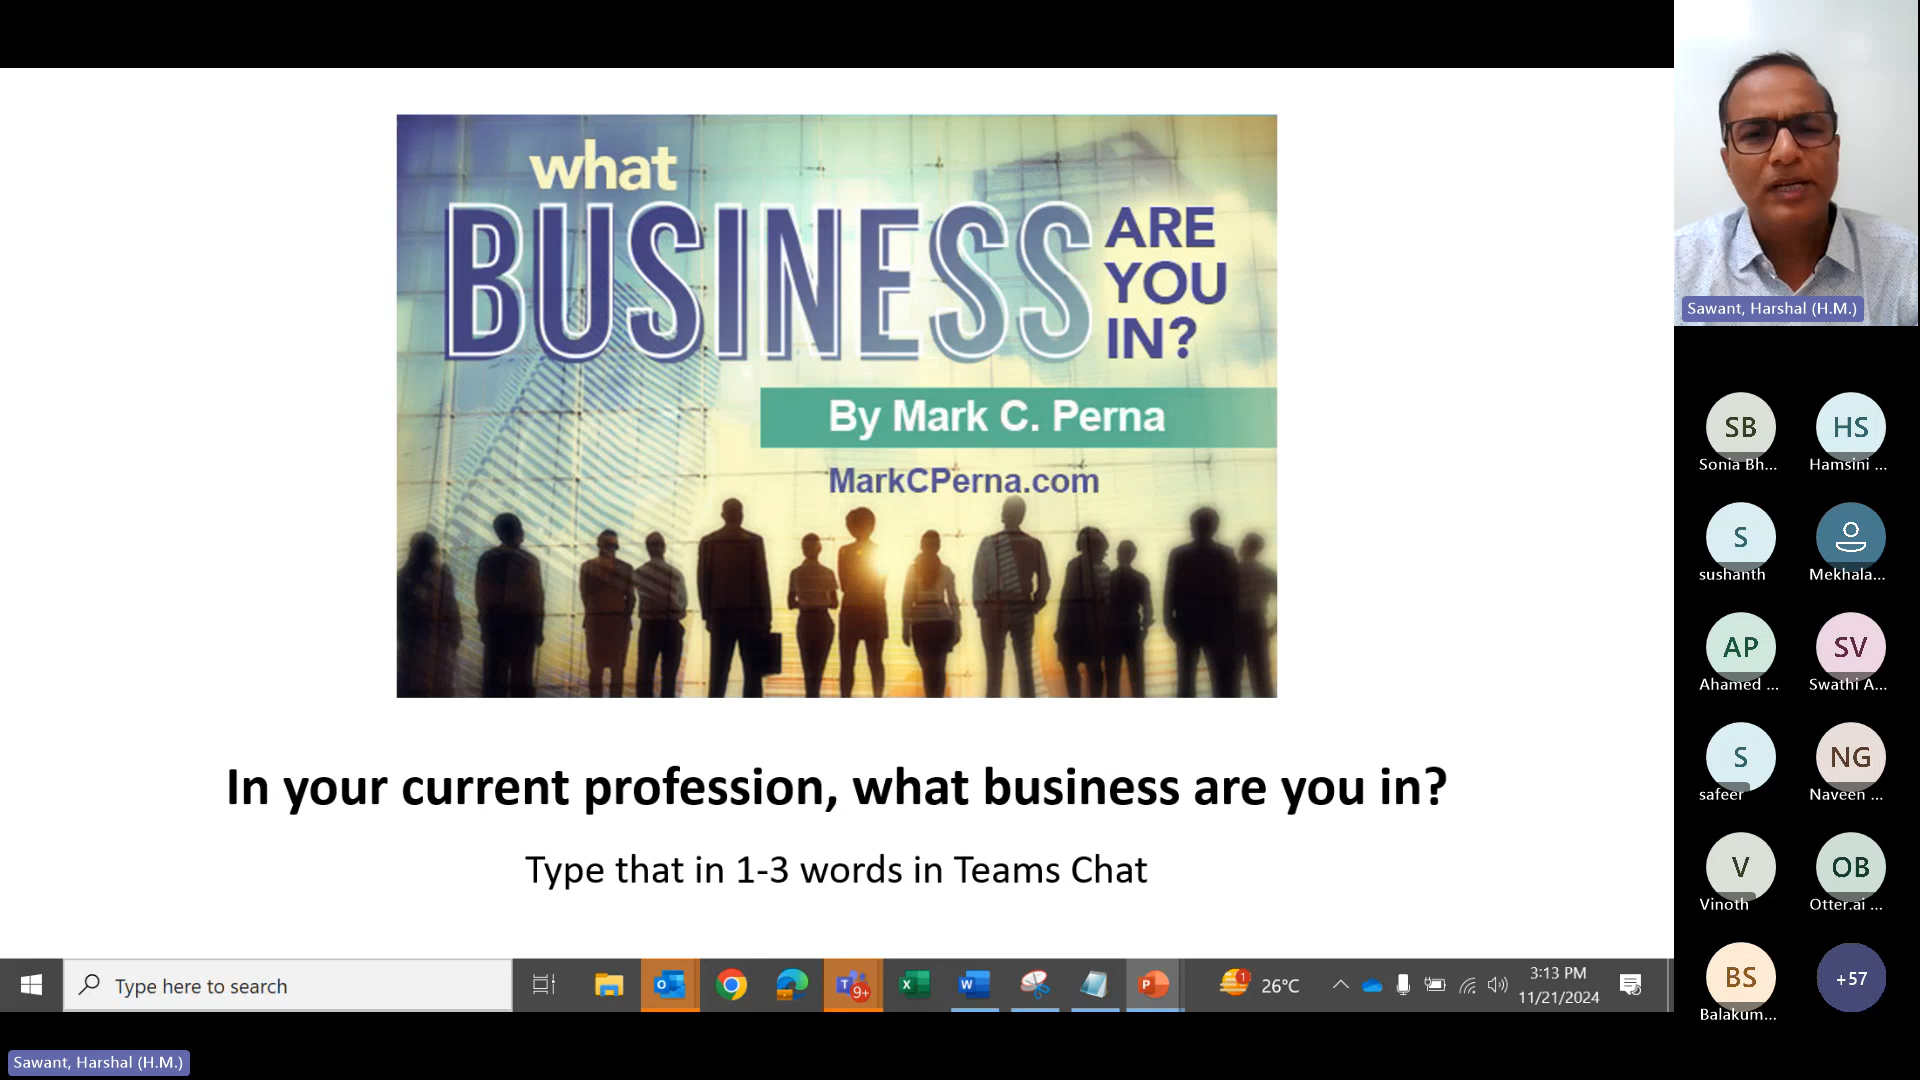 what
BUSINESS
ARE
YOU
IN?
By Mark C. Perna
MarkCPerna.com
In your current profession, what business are you in?
Type that in 1-3 words in Teams Chat
Type here to search
9+
1
26°C
3:13 PM
11/21/2024
Sawant, Harshal (H.M.)
Sawant, Harshal (H.M.)
SB
HS
Sonia Bh...
Hamsini ...
S
sushanth
Mekhala...
AP
SV
Ahamed ...
Swathi A...
S
NG
safeer
Naveen ...
V
OB
Vinoth
Otter.ai ...
BS
+57
Balakum...